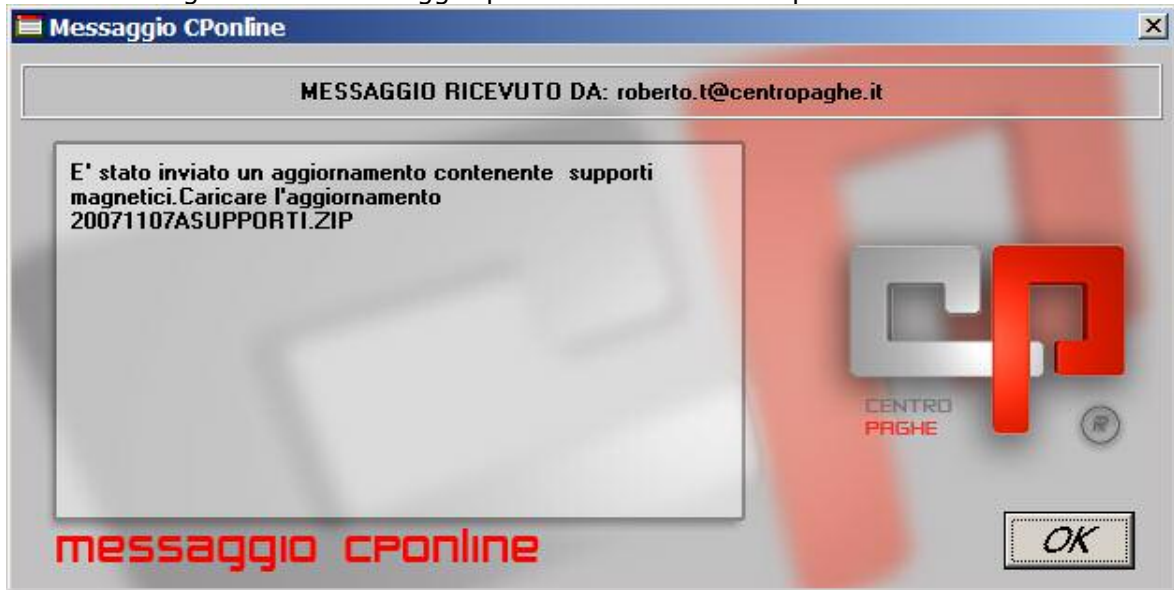 Messaggio CPonline
MESSAGGIO RICEVUTO DA: roberto.t@centropaghe.it
E' stato inviato un aggiornamento contenente  supporti
magnetici.Caricare l'aggiornamento
20071107ASUPPORTI.ZIP
CENTRO
PAGHE
R
messaggio cponline
OK